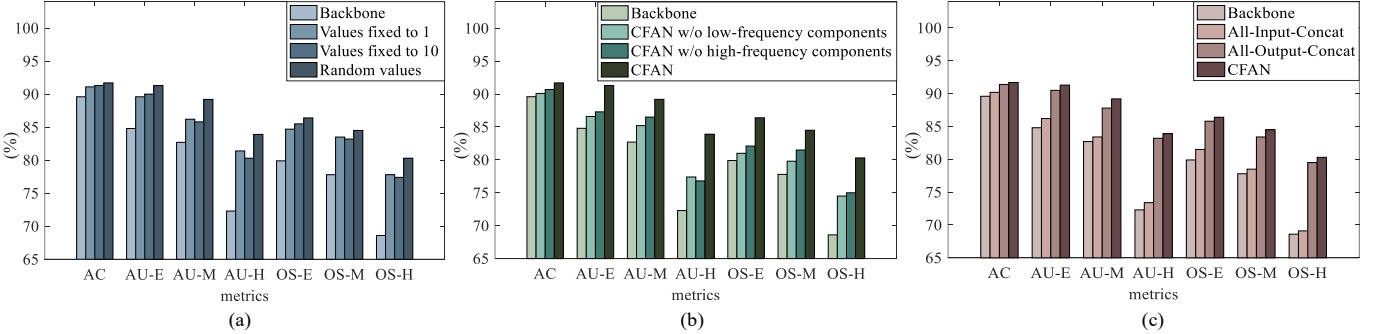 100
95
90
85
80
75
70
65
(%)
Backbone
Values fixed to 1
Values fixed to 10
Random values
AC AU-E AU-M AU-H OS-E OS-M OS-H
metrics
(a)
100
95
90
85
80
75
70
65
(%)
Backbone
CFAN w/o low-frequency components
CFAN w/o high-frequency components
CFAN
AC AU-E AU-M AU-H OS-E OS-M OS-H
metrics
(b)
100
95
90
85
80
75
70
65
(%)
Backbone
All-Input-Concat
All-Output-Concat
CFAN
AC AU-E AU-M AU-H OS-E OS-M OS-H
metrics
(c)